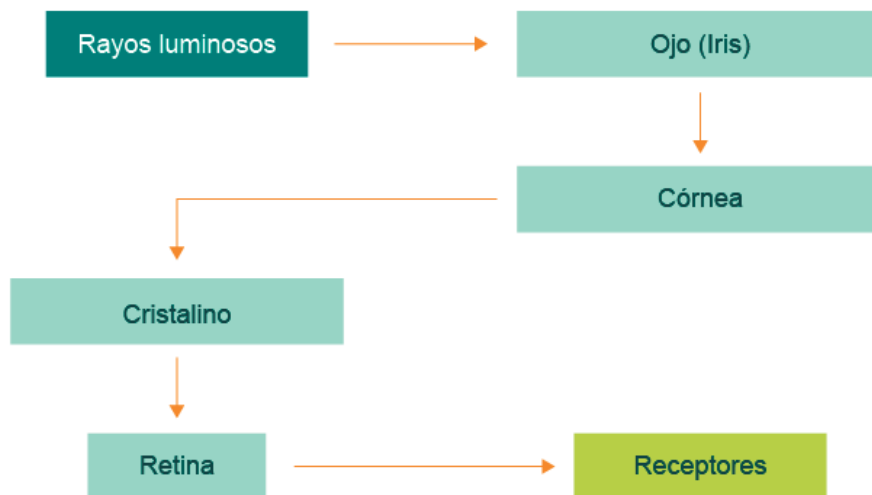 Rayos luminosos
Ojo (Iris)
Córnea
Cristalino
Retina
Receptores